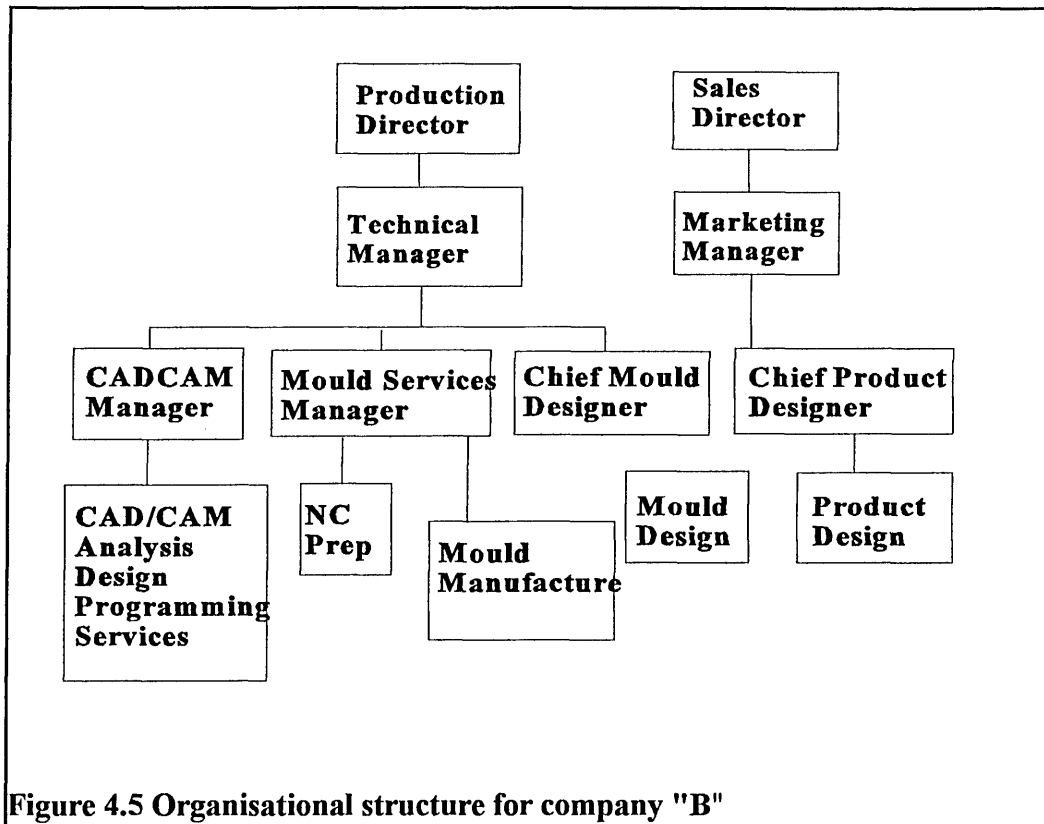 Production
Director
Sales
Director
Technical
Manager
Marketing
Manager
CADCAM
Manager
Mould Services
Manager
Chief Mould
Designer
Chief Product
Designer
CAD/CAM
Analysis
Design
Programming
Services
NC
Prep
Mould
Manufacture
Mould
Design
Product
Design
Figure 4.5 Organisational structure for company "B"